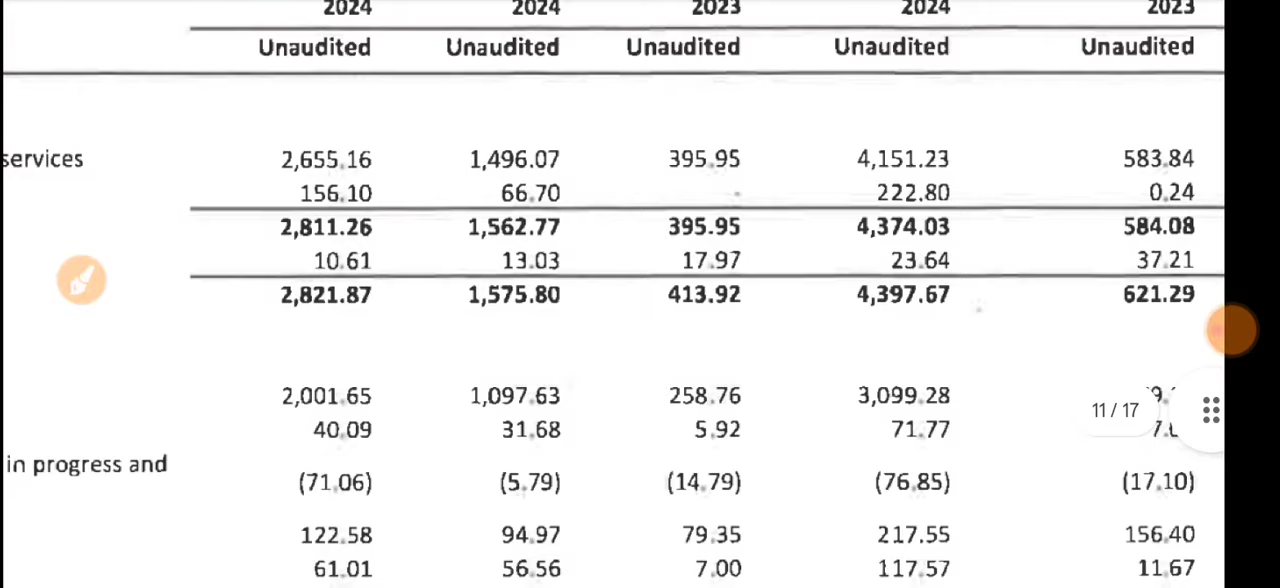 2024 2024 2023 2024 2023
Unaudited Unaudited Unaudited Unaudited Unaudited
services 2,655.16 1,496.07 395.95 4,151.23 583.84
156.10 66.70 - 222.80 0.24
2,811.26 1,562.77 395.95 4,374.03 584.08
10.61 13.03 17.97 23.64 37.21
2,821.87 1,575.80 413.92 4,397.67 621.29
2,001.65 1,097.63 258.76 3,099.28
11 / 17
40.09 31.68 5.92 71.77
in progress and
(71.06) (5.79) (14.79) (76.85) (17.10)
122.58 94.97 79.35 217.55 156.40
61.01 56.56 7.00 117.57 11.67